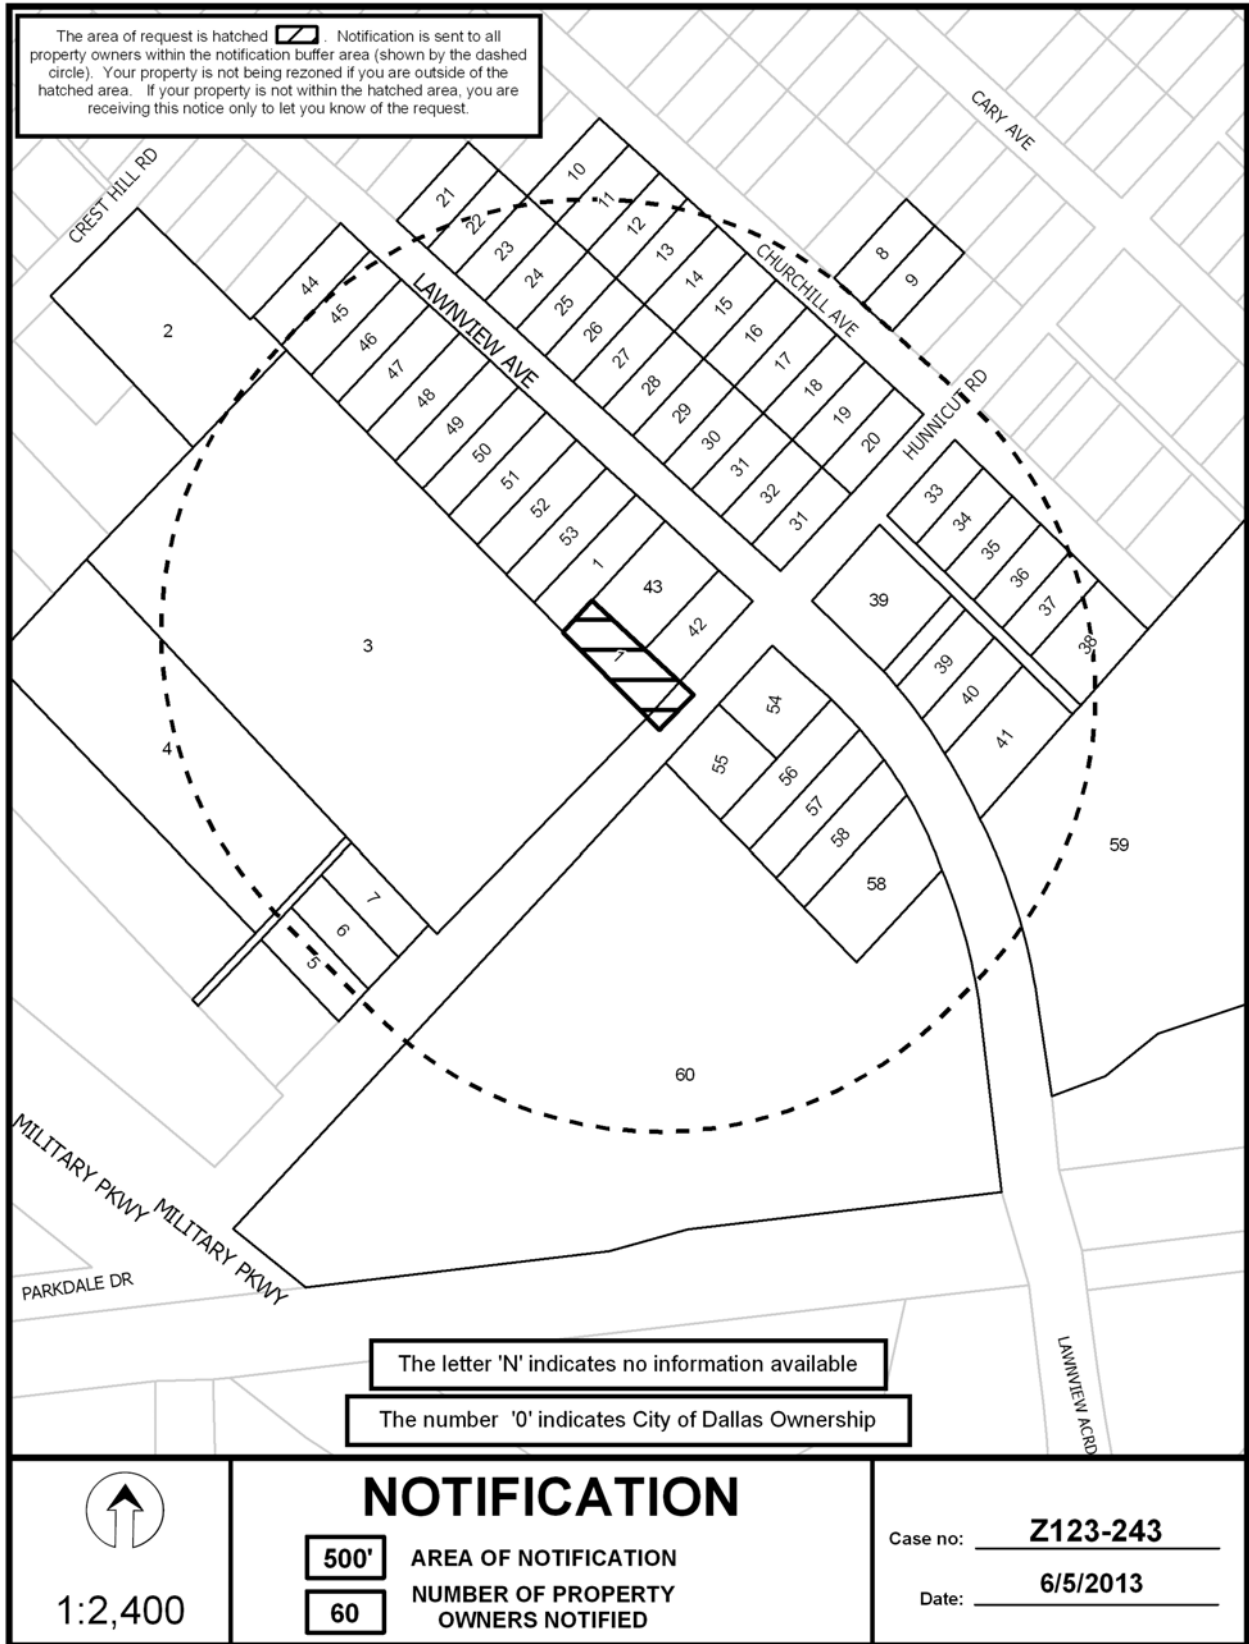 The area of request is hatched . Notification is sent to all
property owners within the notification buffer area (shown by the dashed
circle). Your property is not being rezoned if you are outside of the
hatched area. If your property is not within the hatched area, you are
receiving this notice only to let you know of the request.
CARY AVE
CREST HILL RD
10
21
11
22
12
23
13
8
CHURCHILL AVE
9
24
14
44
LAWNVIEW AVE
25
15
45
2
26
16
46
27
17
47
28
18
HUNNICUT RD
48
29
19
49
30
20
50
31
51
32
33
52
31
34
53
35
1
43
36
39
37
42
3
1
38
39
40
54
41
4
55
56
57
58
59
58
7
6
5
60
MILITARY PKWY
MILITARY PKWY
PARKDALE DR
LAWNVIEW ACRD
The letter 'N' indicates no information available
The number '0' indicates City of Dallas Ownership
1:2,400
NOTIFICATION
500' AREA OF NOTIFICATION
60 NUMBER OF PROPERTY
OWNERS NOTIFIED
Case no: Z123-243
Date: 6/5/2013